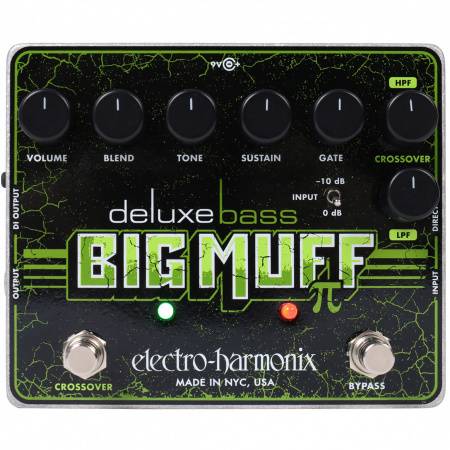 9V
HPF
VOLUME BLEND TONE SUSTAIN GATE CROSSOVER
-10 dB
INPUT
0 dB
LPF
DI OUTPUT
DIRECT
OUTPUT
INPUT
deluxe bass
BIG MUFF
π
electro-harmonix
CROSSOVER
MADE IN NYC, USA
BYPASS